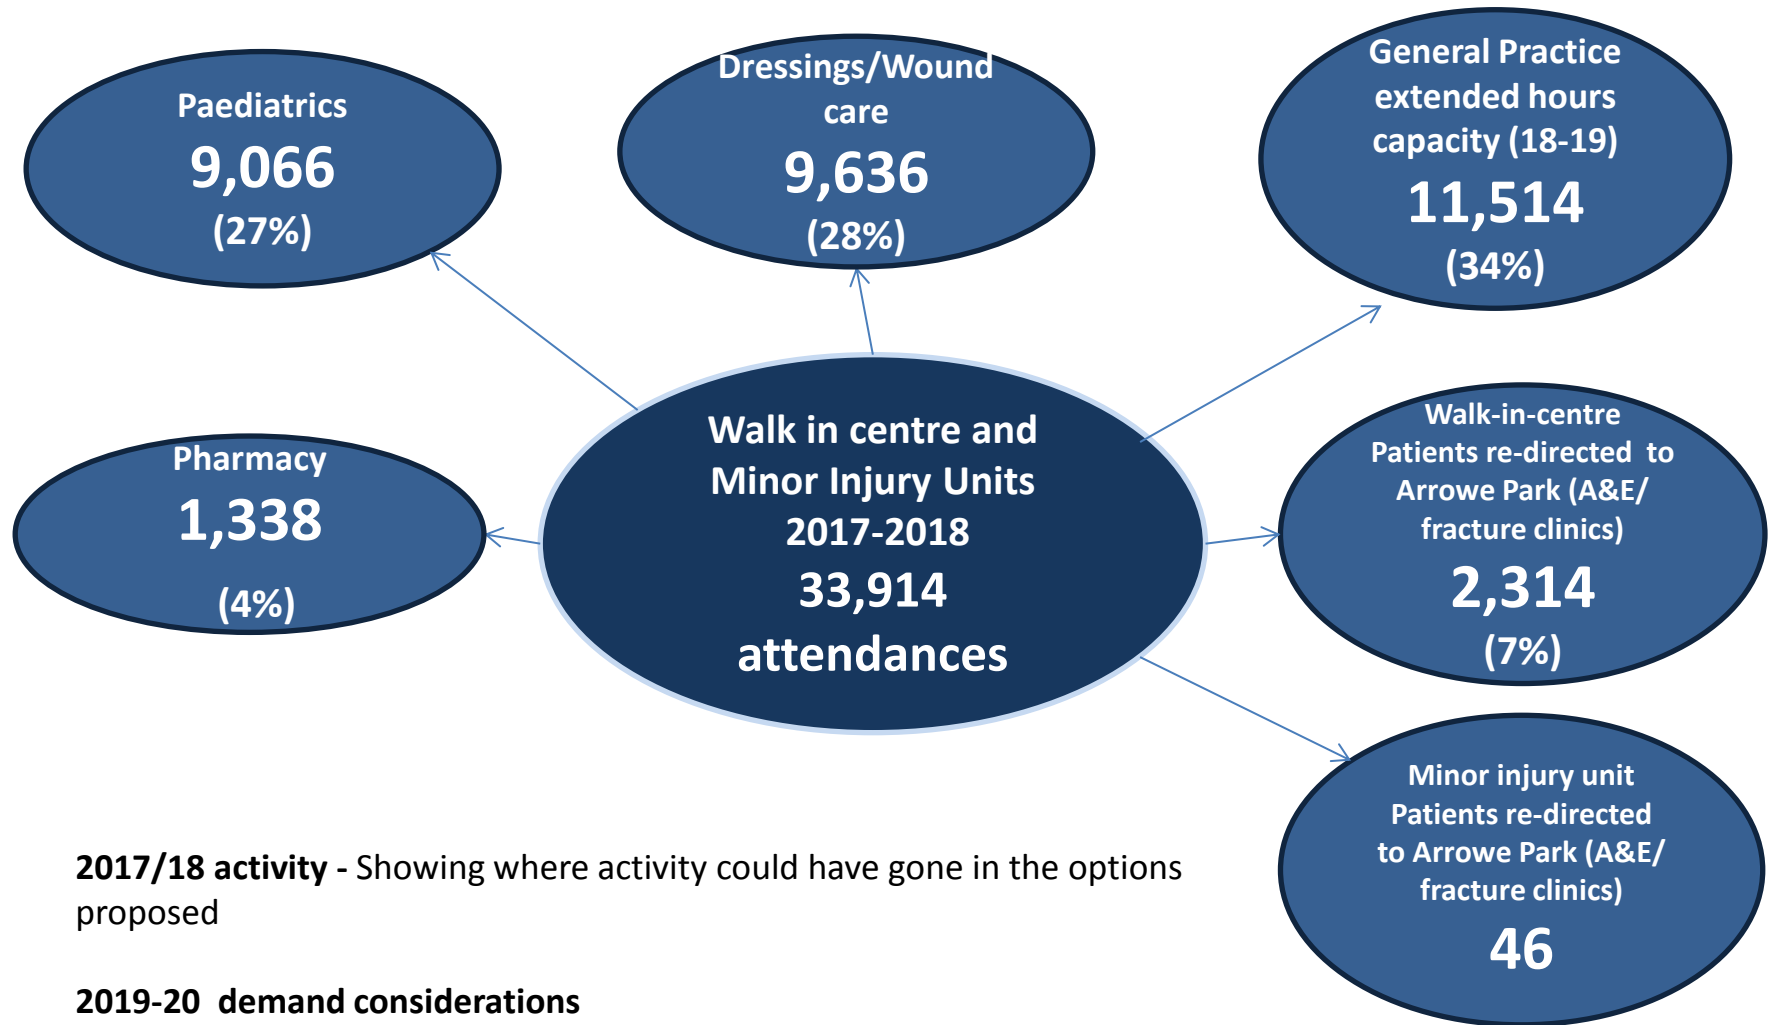 Paediatrics
9,066
(27%)
Dressings/Wound
care
9,636
(28%)
General Practice
extended hours
capacity (18-19)
11,514
(34%)
Pharmacy
1,338
(4%)
Walk in centre and
Minor Injury Units
2017-2018
33,914
attendances
Walk-in-centre
Patients re-directed to
Arrowe Park (A&E/
fracture clinics)
2,314
(7%)
Minor injury unit
Patients re-directed
to Arrowe Park (A&E/
fracture clinics)
46
2017/18 activity - Showing where activity could have gone in the options
proposed
2019-20 demand considerations